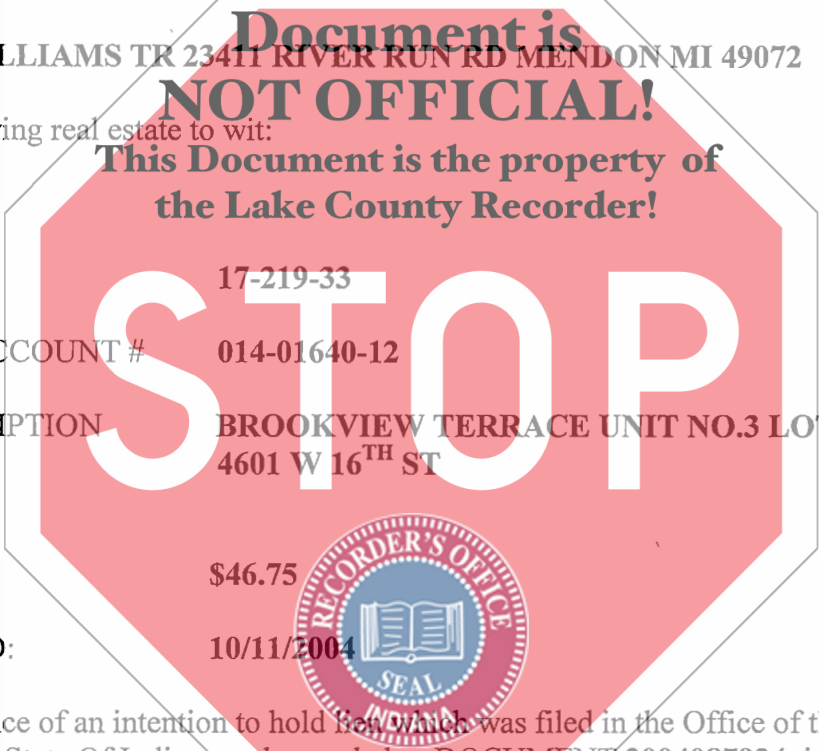 Document is
LLIAMS TR 23411 RIVER RUN RD MENDON MI 49072
NOT OFFICIAL!
ing real estate to wit:
This Document is the property of
the Lake County Recorder!
17-219-33
STOP
CCOUNT # 014-01640-12
IPTION BROOKVIEW TERRACE UNIT NO.3 LO
4601 W 16TH ST
$46.75
RECORDER'S OFFICE
SEAL
INDIANA
10/11/2004
ce of an intention to hold lien which was filed in the Office of t